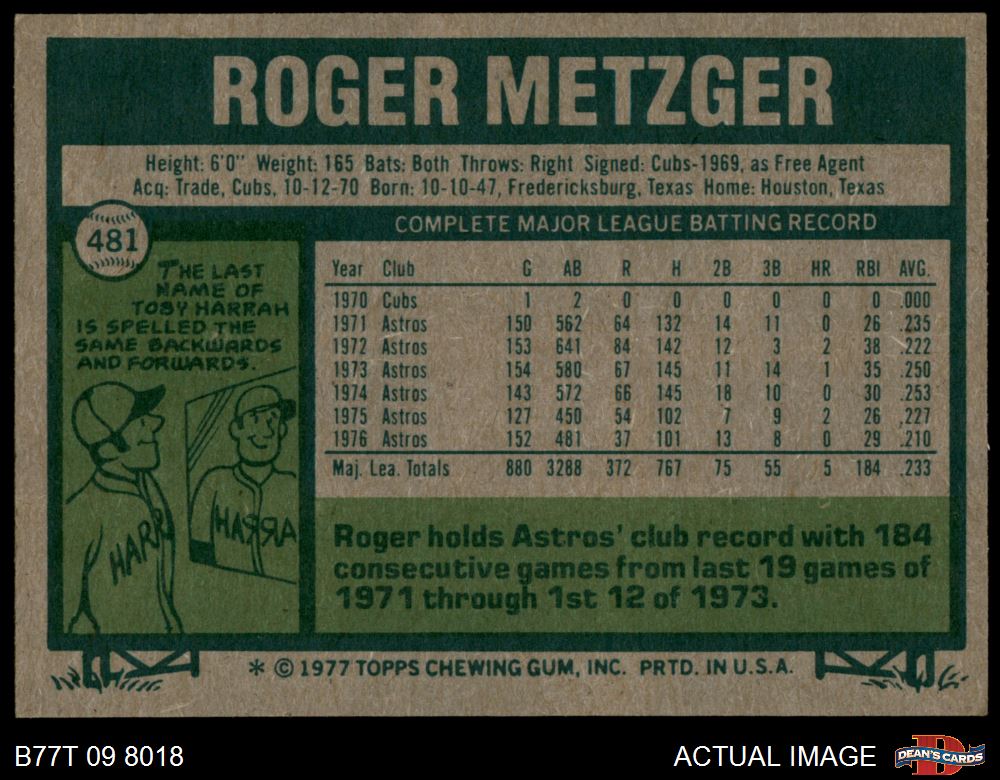 ROGER METZGER
Height: 6'0" Weight: 165 Bats: Both Throws: Right Signed: Cubs-1969, as Free Agent
Acq: Trade, Cubs, 10-12-70 Born: 10-10-47, Fredericksburg, Texas Home: Houston, Texas
481
THE LAST
NAME OF
TOBY HARRAH
IS SPELLED THE
SAME BACKWARDS
AND FORWARDS.
HARR
HARRA
COMPLETE MAJOR LEAGUE BATTING RECORD
Year Club G AB R H 2B 3B HR RBI AVG.
1970 Cubs 1 2 0 0 0 0 0 0 .000
1971 Astros 150 562 64 132 14 11 0 26 .235
1972 Astros 153 641 84 142 12 3 2 38 .222
1973 Astros 154 580 67 145 11 14 1 35 .250
1974 Astros 143 572 66 145 18 10 0 30 .253
1975 Astros 127 450 54 102 7 9 2 26 .227
1976 Astros 152 481 37 101 13 8 0 29 .210
Maj. Lea. Totals 880 3288 372 767 75 55 5 184 .233
Roger holds Astros' club record with 184
consecutive games from last 19 games of
1971 through 1st 12 of 1973.
* © 1977 TOPPS CHEWING GUM, INC. PRTD. IN U.S.A.
B77T 09 8018
ACTUAL IMAGE
D
DEAN'S CARDS